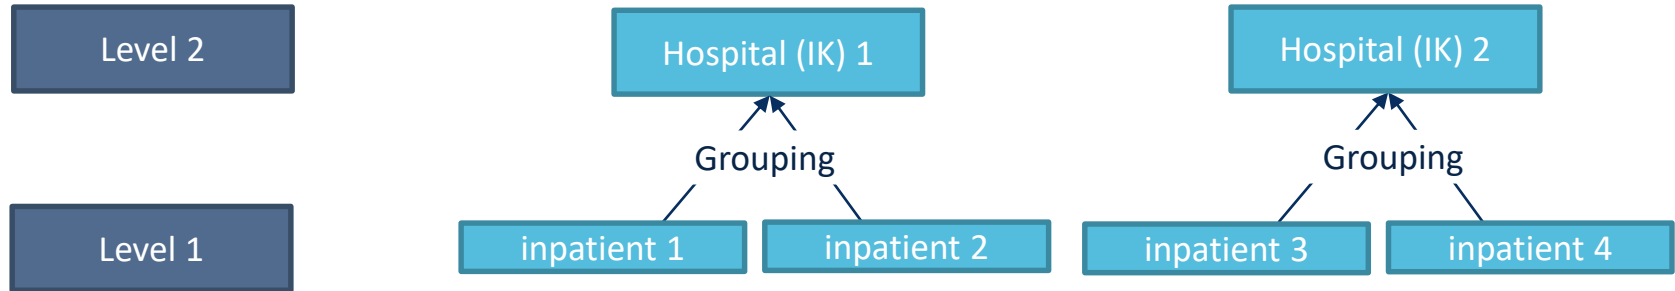 Level 2
Hospital (IK) 1
Hospital (IK) 2
Grouping
Grouping
Level 1
inpatient 1
inpatient 2
inpatient 3
inpatient 4